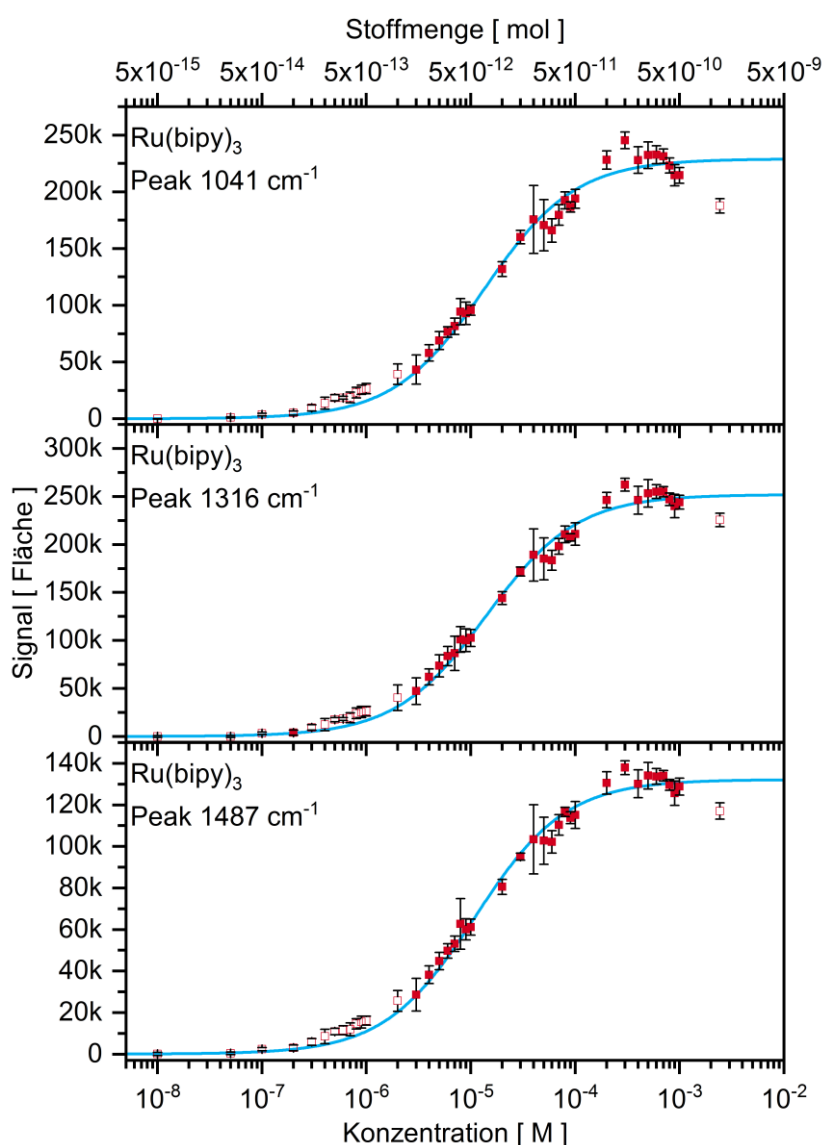 Stoffmenge [ mol ]
5x10⁻¹⁵ 5x10⁻¹⁴ 5x10⁻¹³ 5x10⁻¹² 5x10⁻¹¹ 5x10⁻¹⁰ 5x10⁻⁹
250k
200k
150k
100k
50k
0
Ru(bipy)₃
Peak 1041 cm⁻¹
300k
250k
200k
150k
100k
50k
0
Ru(bipy)₃
Peak 1316 cm⁻¹
140k
120k
100k
80k
60k
40k
20k
0
Ru(bipy)₃
Peak 1487 cm⁻¹
Signal [ Fläche ]
10⁻⁸ 10⁻⁷ 10⁻⁶ 10⁻⁵ 10⁻⁴ 10⁻³ 10⁻²
Konzentration [ M ]